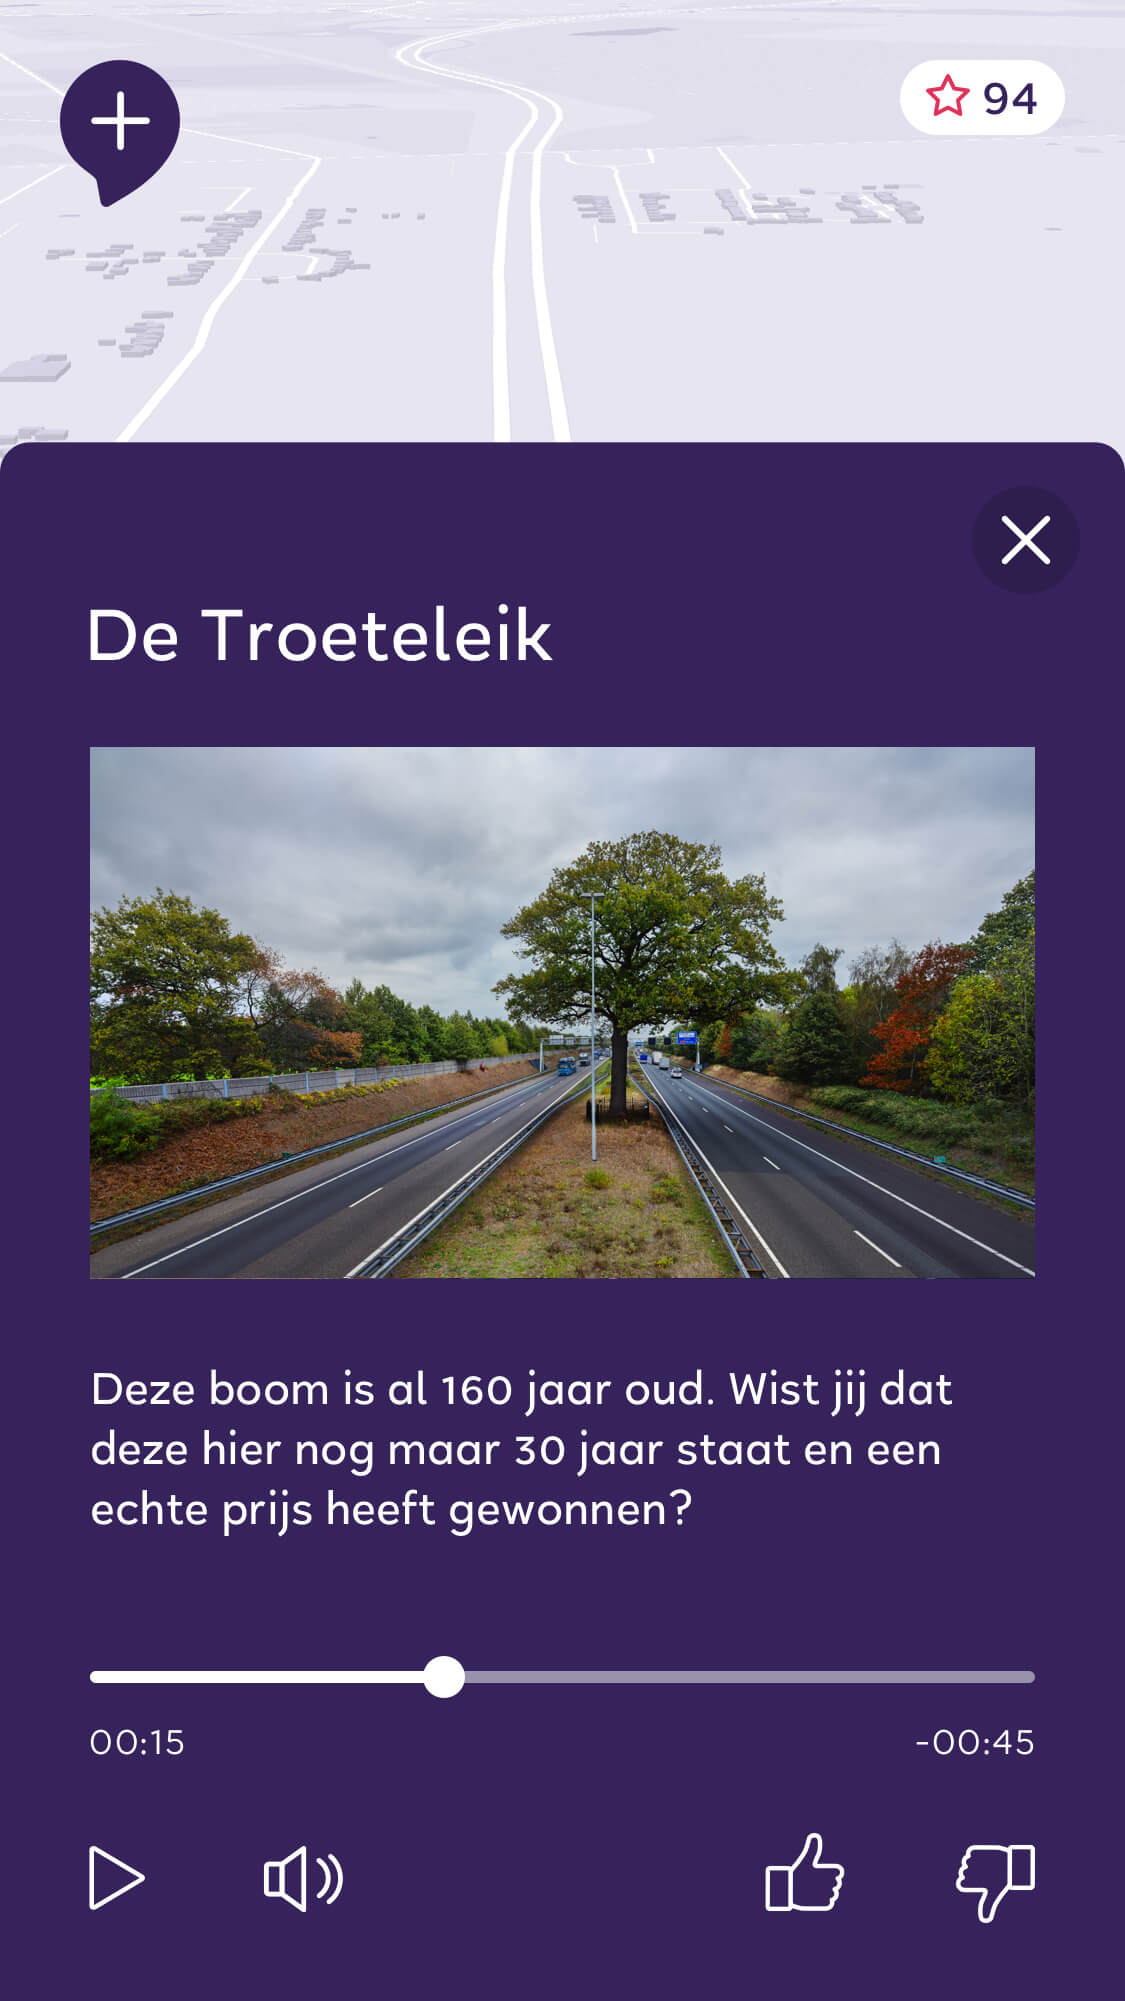 94
De Troeteleik
Deze boom is al 160 jaar oud. Wist jij dat
deze hier nog maar 30 jaar staat en een
echte prijs heeft gewonnen?
00:15
-00:45